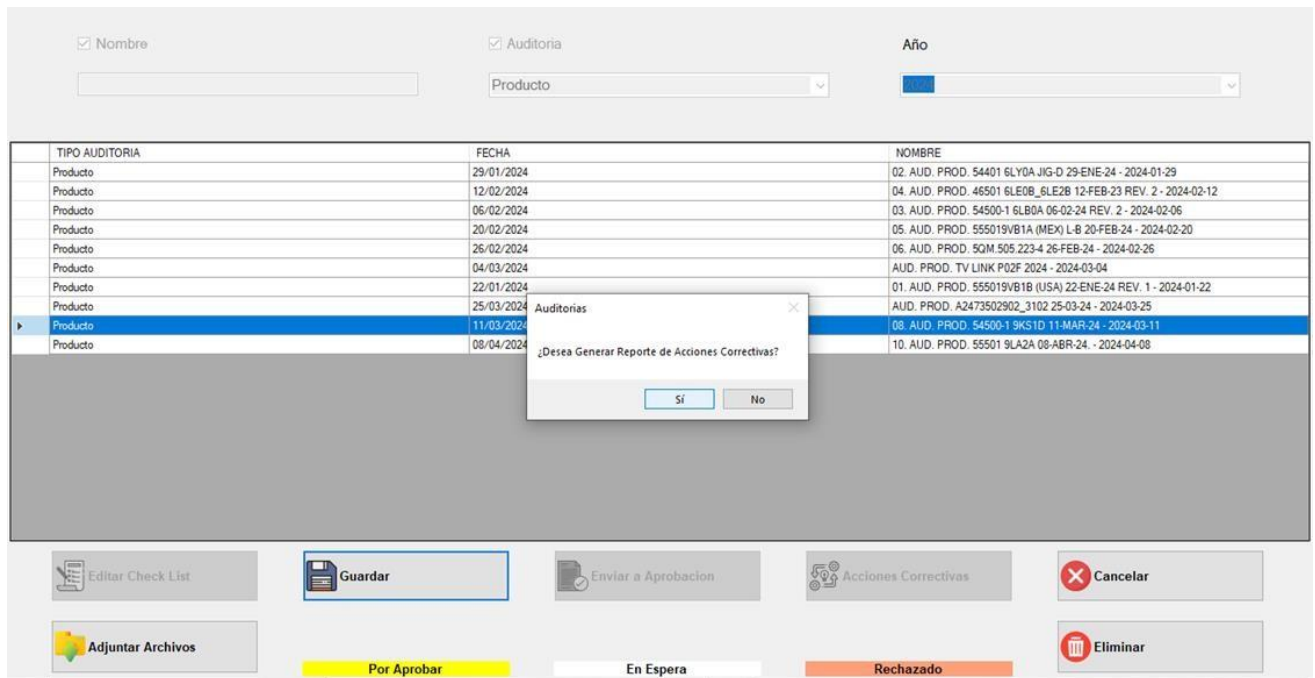 Nombre Auditoria Año
Producto 2024
TIPO AUDITORIA FECHA NOMBRE
Producto 29/01/2024 02. AUD. PROD. 54401 6LY0A JIG-D 29-ENE-24 - 2024-01-29
Producto 12/02/2024 04. AUD. PROD. 46501 6LE0B_6LE2B 12-FEB-23 REV. 2 - 2024-02-12
Producto 06/02/2024 03. AUD. PROD. 54500-1 6LB0A 06-02-24 REV. 2 - 2024-02-06
Producto 20/02/2024 05. AUD. PROD. 555019VB1A (MEX) L-B 20-FEB-24 - 2024-02-20
Producto 26/02/2024 06. AUD. PROD. 5QM.505.223-4 26-FEB-24 - 2024-02-26
Producto 04/03/2024 AUD. PROD. TV LINK P02F 2024 - 2024-03-04
Producto 22/01/2024 01. AUD. PROD. 555019VB1B (USA) 22-ENE-24 REV. 1 - 2024-01-22
Producto 25/03/2024 AUD. PROD. A2473502902_3102 25-03-24 - 2024-03-25
Producto 11/03/2024 08. AUD. PROD. 54500-1 9KS1D 11-MAR-24 - 2024-03-11
Producto 08/04/2024 10. AUD. PROD. 55501 9LA2A 08-ABR-24. - 2024-04-08
Auditorias
¿Desea Generar Reporte de Acciones Correctivas?
Sí No
Editar Check List Guardar Enviar a Aprobacion Acciones Correctivas Cancelar
Adjuntar Archivos Eliminar
Por Aprobar En Espera Rechazado